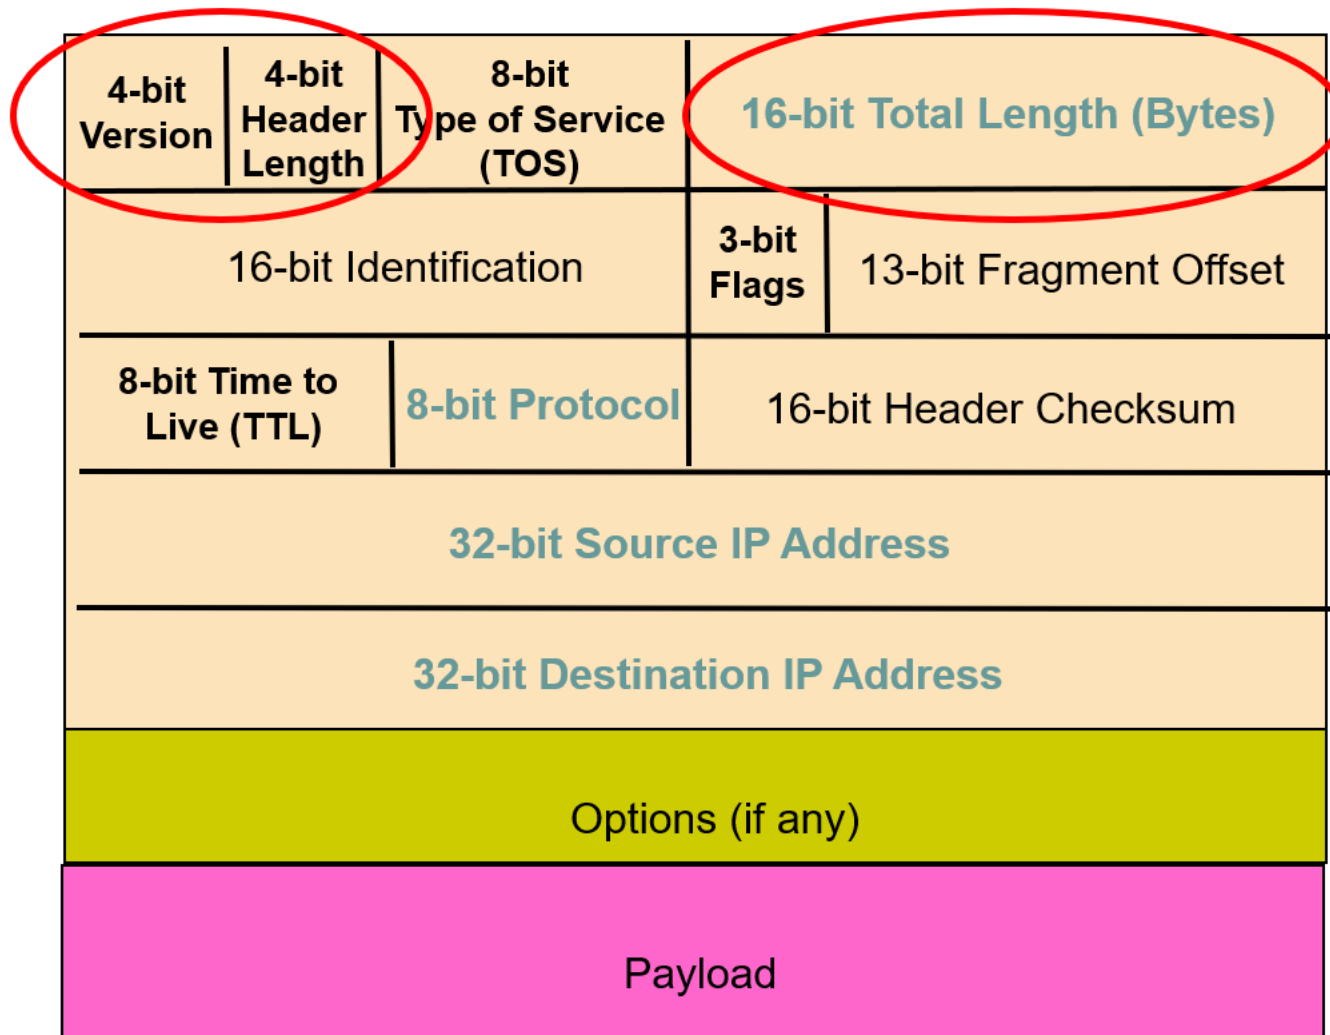 4-bit
Version
4-bit
Header
Length
8-bit
Type of Service
(TOS)
16-bit Total Length (Bytes)
16-bit Identification
3-bit
Flags
13-bit Fragment Offset
8-bit Time to
Live (TTL)
8-bit Protocol
16-bit Header Checksum
32-bit Source IP Address
32-bit Destination IP Address
Options (if any)
Payload